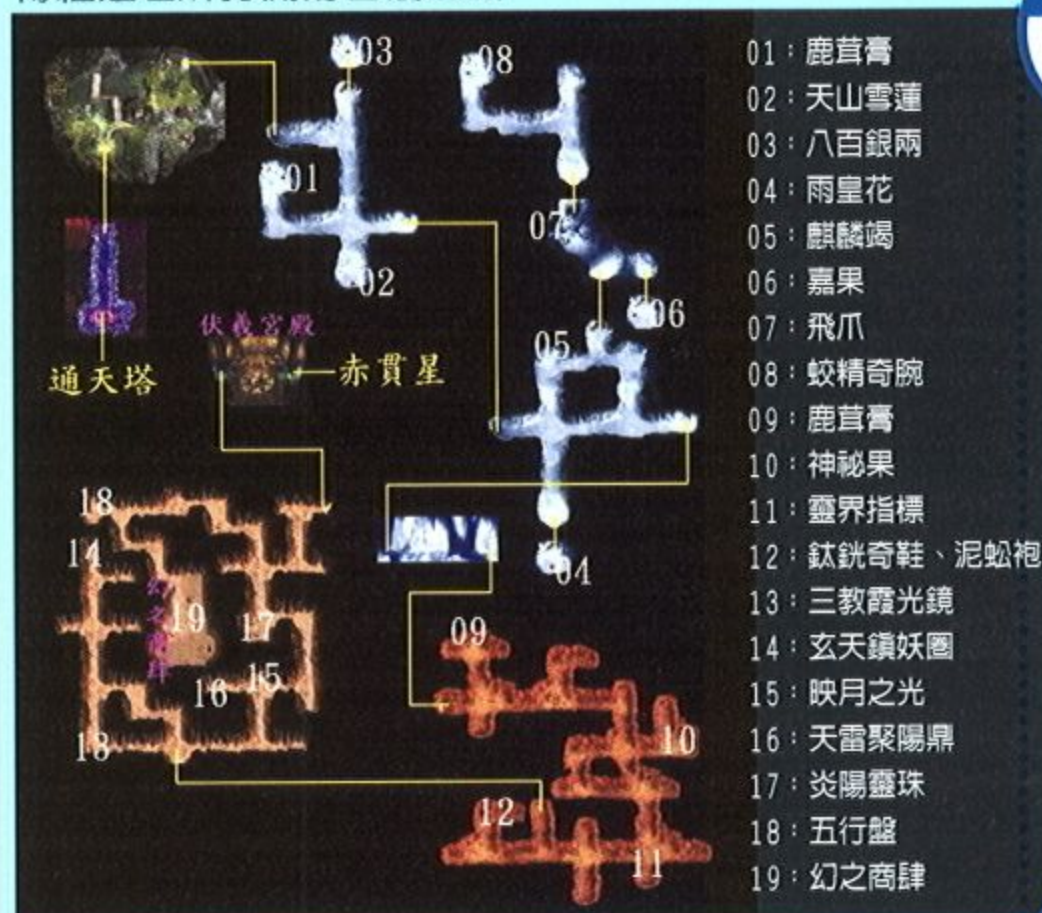 03
08
01
07
02
06
伏羲宮殿
05
通天塔
赤貫星
18
14
04
幻之商肆
19
17
09
16
15
10
13
12
11
01：鹿茸膏
02：天山雪蓮
03：八百銀兩
04：雨皇花
05：麒麟竭
06：嘉果
07：飛爪
08：蛟精奇腕
09：鹿茸膏
10：神祕果
11：靈界指標
12：鈦銧奇鞋、泥蚣袍
13：三教霞光鏡
14：玄天鎮妖圈
15：映月之光
16：天雷聚陽鼎
17：炎陽靈珠
18：五行盤
19：幻之商肆